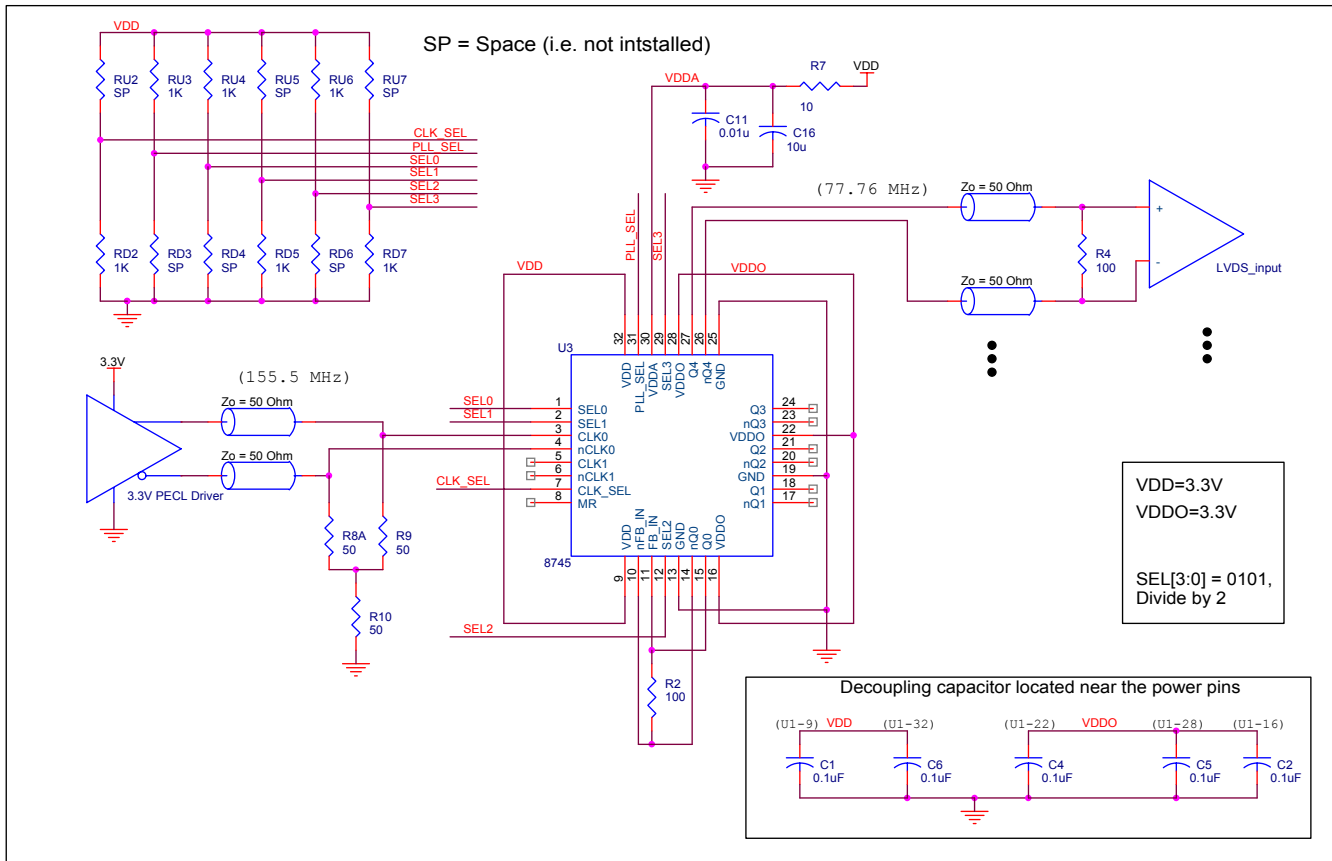 VDD
SP = Space (i.e. not intstalled)
RU2
SP
RU3
1K
RU4
1K
RU5
SP
RU6
1K
RU7
SP
CLK_SEL
PLL_SEL
SEL0
SEL1
SEL2
SEL3
RD2
1K
RD3
SP
RD4
SP
RD5
1K
RD6
SP
RD7
1K
VDDA
R7
10
VDD
C11
0.01u
C16
10u
(77.76 MHz)
Zo = 50 Ohm
Zo = 50 Ohm
R4
100
+
-
LVDS_input
VDD
PLL_SEL
SEL3
VDDO
32
31
30
29
28
27
26
25
U3
VDD
PLL_SEL
VDDA
SEL3
VDDO
Q4
nQ4
GND
3.3V
(155.5 MHz)
Zo = 50 Ohm
Zo = 50 Ohm
3.3V PECL Driver
R8A
50
R9
50
R10
50
SEL0
SEL1
CLK_SEL
1
2
3
4
5
6
7
8
SEL0
SEL1
CLK0
nCLK0
CLK1
nCLK1
CLK_SEL
MR
Q3
nQ3
VDDO
Q2
nQ2
GND
Q1
nQ1
24
23
22
21
20
19
18
17
VDD
nFB_IN
FB_IN
SEL2
GND
nQ0
Q0
VDDO
8745
9
10
11
12
13
14
15
16
SEL2
R2
100
VDD=3.3V
VDDO=3.3V
SEL[3:0] = 0101,
Divide by 2
Decoupling capacitor located near the power pins
(U1-9)
VDD
(U1-32)
(U1-22)
VDDO
(U1-28)
(U1-16)
C1
0.1uF
C6
0.1uF
C4
0.1uF
C5
0.1uF
C2
0.1uF